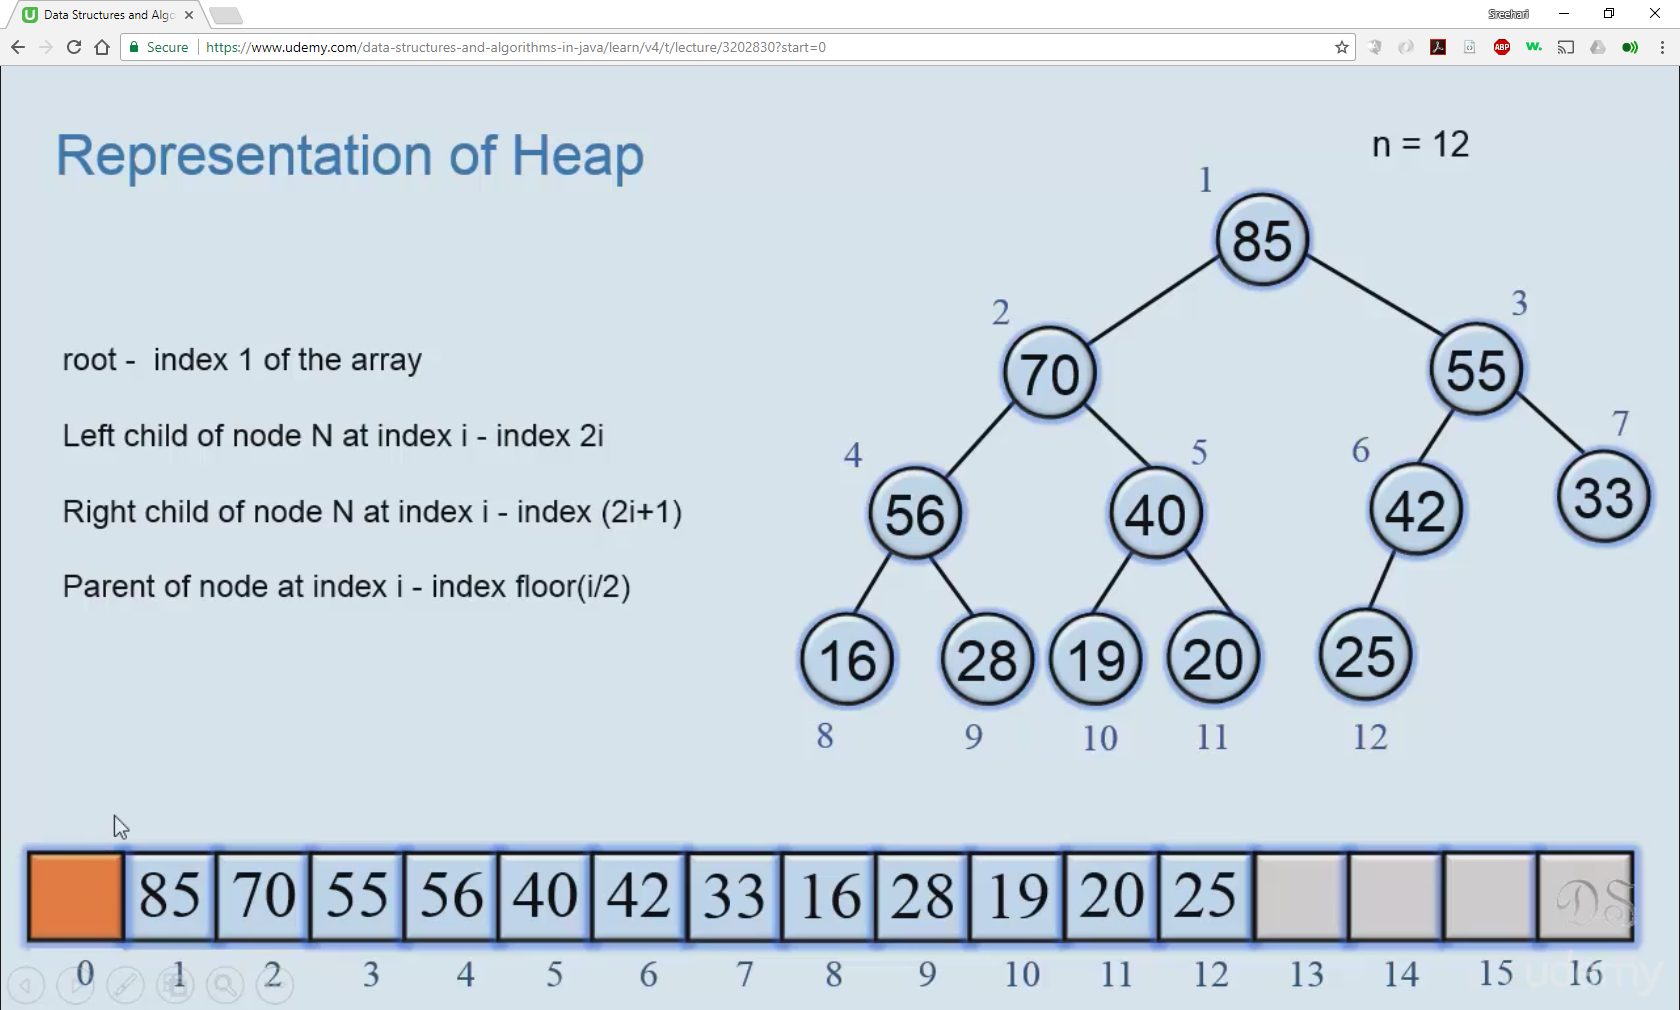 Data Structures and Algo
Sreehari
Secure
https://www.udemy.com/data-structures-and-algorithms-in-java/learn/v4/t/lecture/3202830?start=0
ABP
w.
Representation of Heap
n = 12
root - index 1 of the array
Left child of node N at index i - index 2i
Right child of node N at index i - index (2i+1)
Parent of node at index i - index floor(i/2)
1
85
2
70
3
55
4
56
5
40
6
42
7
33
16
28
19
20
25
8
9
10
11
12
85 70 55 56 40 42 33 16 28 19 20 25
DS
0 1 2 3 4 5 6 7 8 9 10 11 12 13 14 15 16
udemy